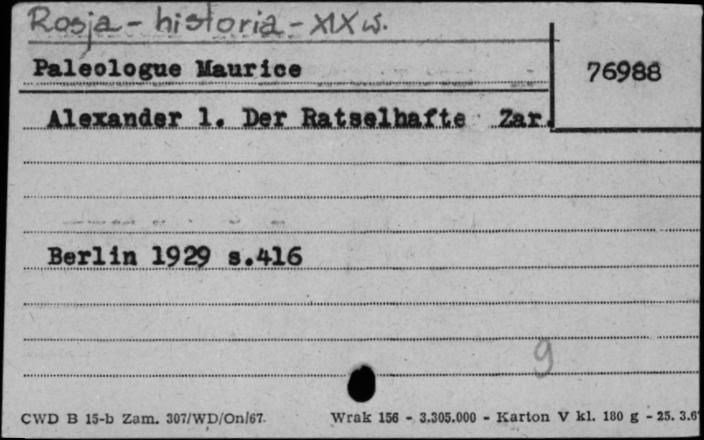 Rosja - historia - XIX w.
Paleologue Maurice
76988
Alexander 1. Der Ratselhafte Zar.
Berlin 1929 s.416
9
CWD B 15-b Zam. 307/WD/On/67. Wrak 156 - 3.305.000 - Karton V kl. 180 g - 25. 3.6